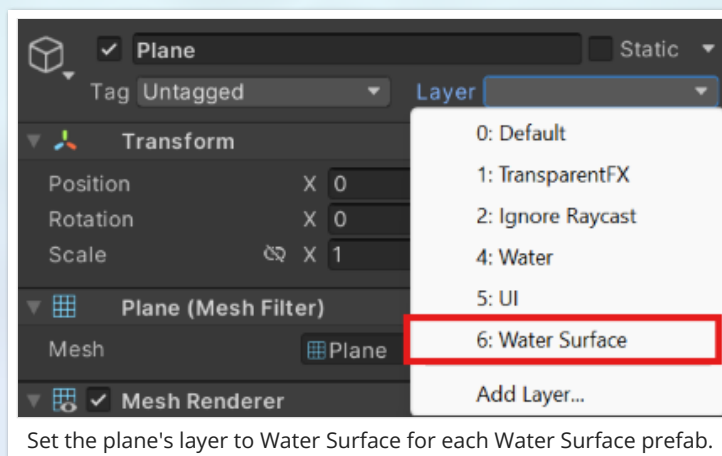 Plane Static
Tag Untagged Layer
0: Default
Transform
1: TransparentFX
Position X 0
2: Ignore Raycast
Rotation X 0
4: Water
Scale X 1
5: UI
Plane (Mesh Filter)
6: Water Surface
Mesh Plane
Add Layer...
Mesh Renderer
Set the plane's layer to Water Surface for each Water Surface prefab.